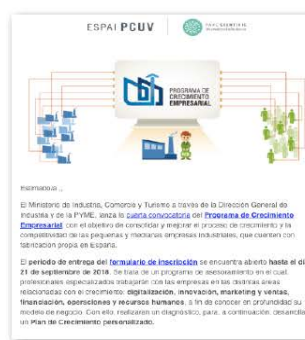 ESPAI PCUV
PARC CIENTÍFIC
PROGRAMA DE
CRECIMIENTO
EMPRESARIAL
Estimado/a ..,
El Ministerio de Industria, Comercio y Turismo a través de la Dirección General de
Industria y de la PYME, lanza la cuarta convocatoria del Programa de Crecimiento
Empresarial con el objetivo de consolidar y mejorar el proceso de crecimiento y la
competitividad de las pequeñas y medianas empresas industriales, que cuenten con
fabricación propia en España.
El periodo de entrega del formulario de inscripción se encuentra abierto hasta el día
21 de septiembre de 2018. Se trata de un programa de asesoramiento en el cual,
profesionales especializados trabajarán con las empresas en las distintas áreas
relacionadas con el crecimiento: digitalización, innovación, marketing y ventas,
financiación, operaciones y recursos humanos, a fin de conocer en profundidad su
modelo de negocio. Con ello, realizarán un diagnóstico, para, a continuación, desarrollar
un Plan de Crecimiento personalizado.